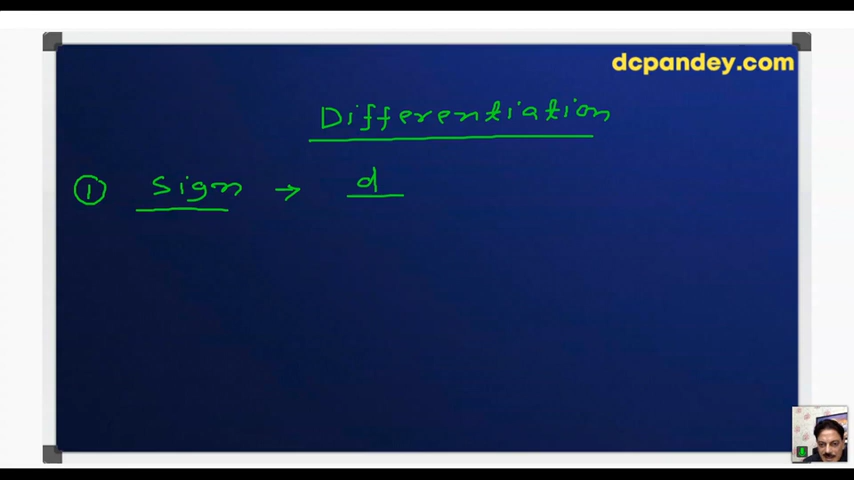 dcpandey.com
Differentiation
① Sign → d